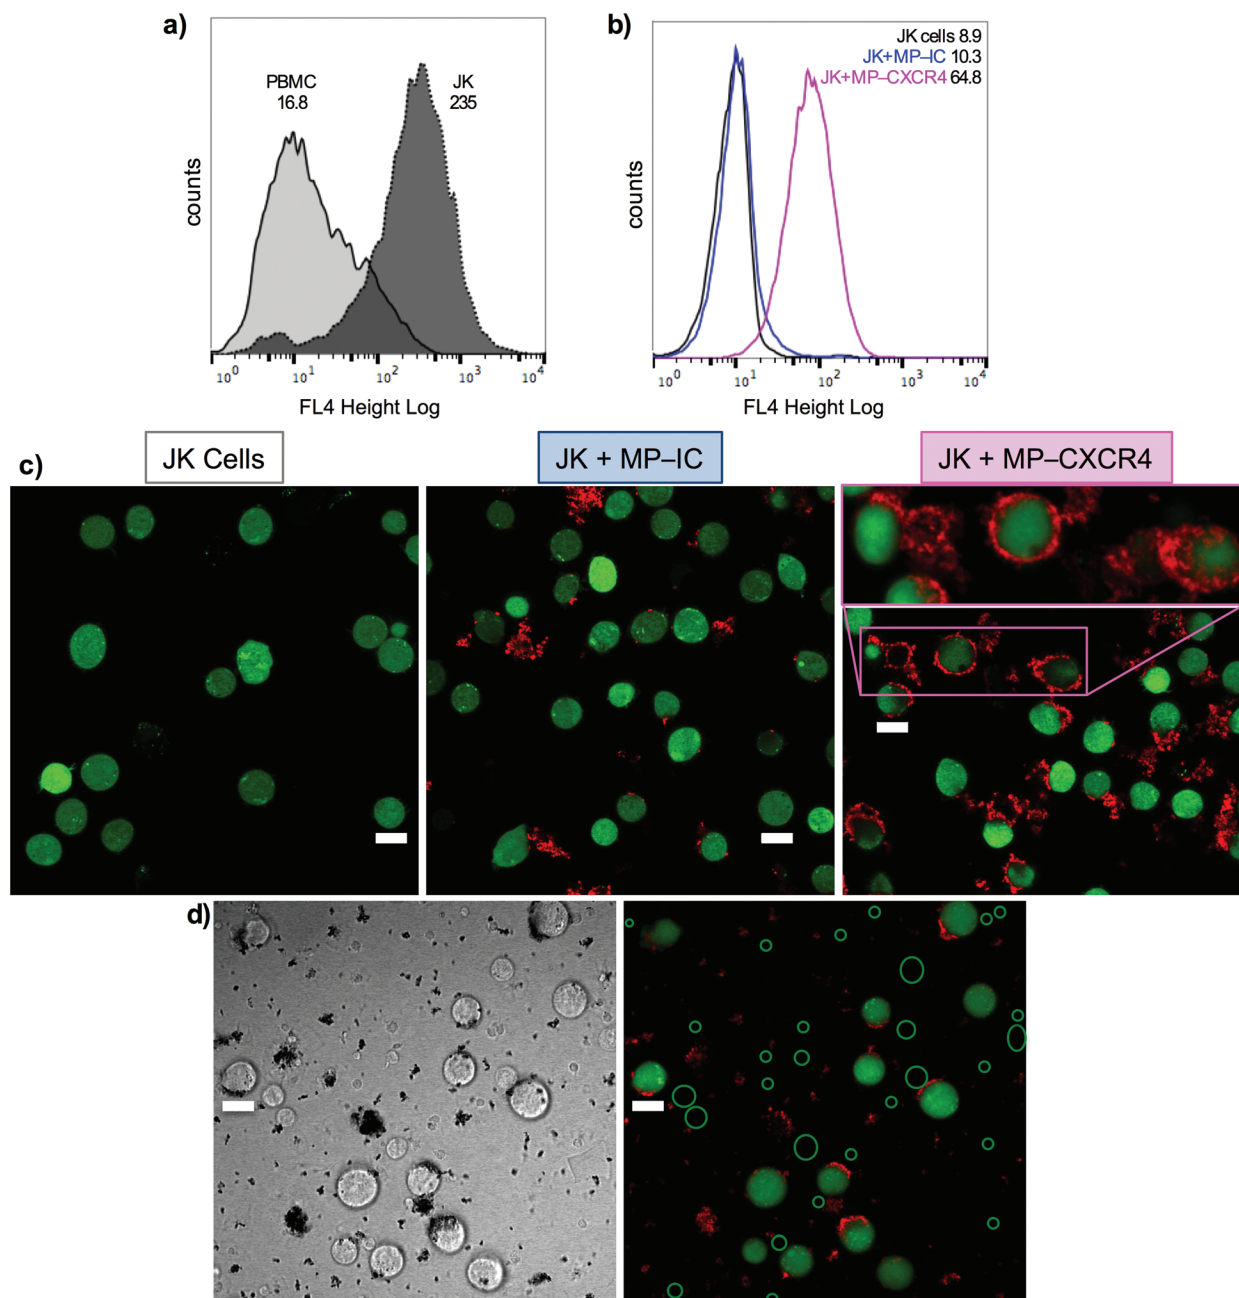 a)
PBMC
16.8
JK
235
counts
10^0 10^1 10^2 10^3 10^4
FL4 Height Log
b)
JK cells 8.9
JK+MP–IC 10.3
JK+MP–CXCR4 64.8
counts
10^0 10^1 10^2 10^3 10^4
FL4 Height Log
c)
JK Cells
JK + MP–IC
JK + MP–CXCR4
d)